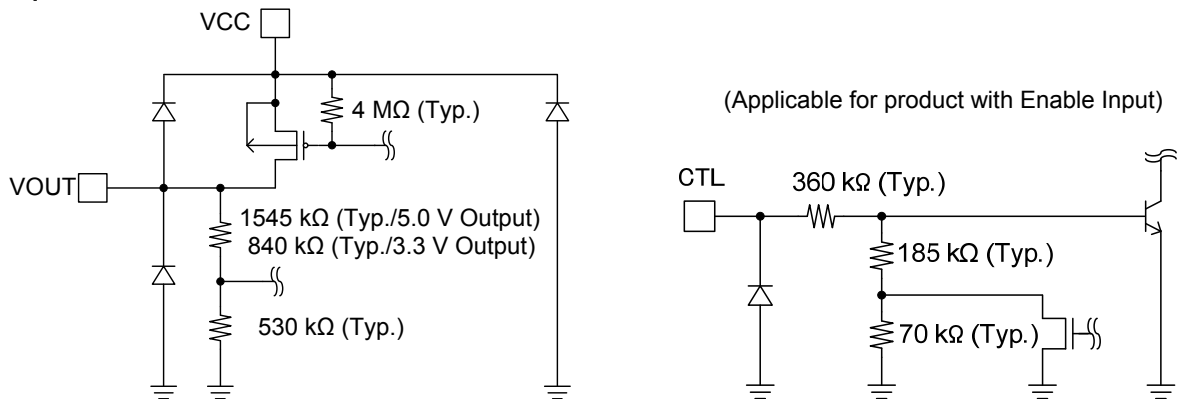 VCC
4 MΩ (Typ.)
VOUT
1545 kΩ (Typ./5.0 V Output)
840 kΩ (Typ./3.3 V Output)
530 kΩ (Typ.)
(Applicable for product with Enable Input)
CTL
360 kΩ (Typ.)
185 kΩ (Typ.)
70 kΩ (Typ.)